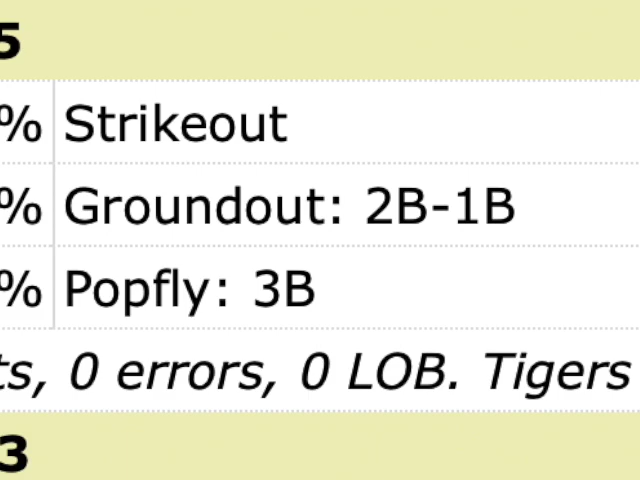 5
% Strikeout
% Groundout: 2B-1B
% Popfly: 3B
ts, 0 errors, 0 LOB. Tigers
3